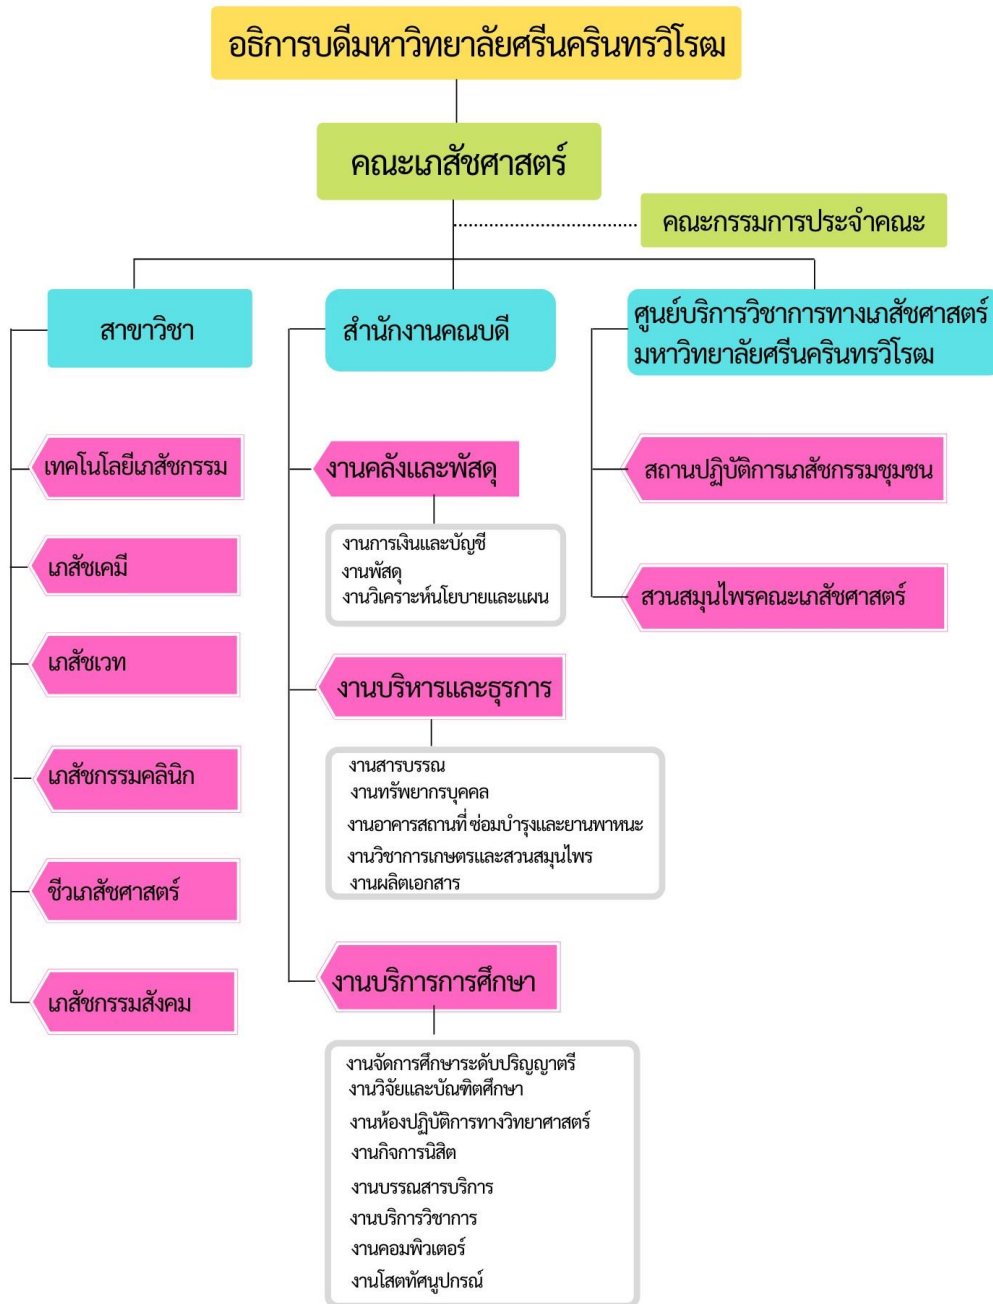 อธิการบดีมหาวิทยาลัยศรีนครินทรวิโรฒ
คณะเภสัชศาสตร์
คณะกรรมการประจำคณะ
สาขาวิชา
เทคโนโลยีเภสัชกรรม
เภสัชเคมี
เภสัชเวท
เภสัชกรรมคลินิก
ชีวเภสัชศาสตร์
เภสัชกรรมสังคม
สำนักงานคณบดี
งานคลังและพัสดุ
งานการเงินและบัญชี
งานพัสดุ
งานวิเคราะห์นโยบายและแผน
งานบริหารและธุรการ
งานสารบรรณ
งานทรัพยากรบุคคล
งานอาคารสถานที่ ซ่อมบำรุงและยานพาหนะ
งานวิชาการเกษตรและสวนสมุนไพร
งานผลิตเอกสาร
งานบริการการศึกษา
งานจัดการศึกษาระดับปริญญาตรี
งานวิจัยและบัณฑิตศึกษา
งานห้องปฏิบัติการทางวิทยาศาสตร์
งานกิจการนิสิต
งานบรรณสารบริการ
งานบริการวิชาการ
งานคอมพิวเตอร์
งานโสตทัศนูปกรณ์
ศูนย์บริการวิชาการทางเภสัชศาสตร์
มหาวิทยาลัยศรีนครินทรวิโรฒ
สถานปฏิบัติการเภสัชกรรมชุมชน
สวนสมุนไพรคณะเภสัชศาสตร์